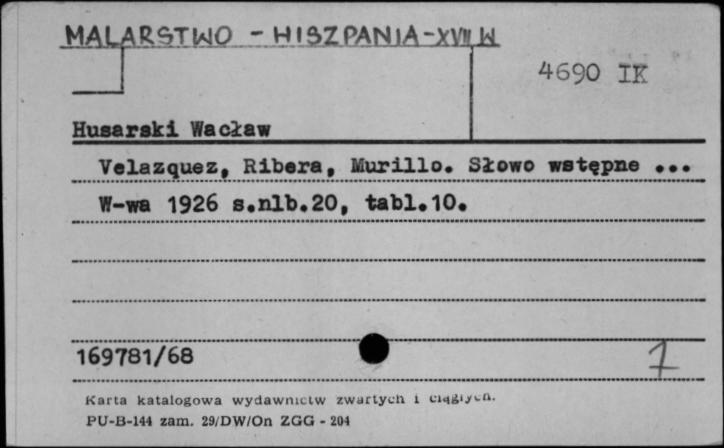 MALARSTWO - HISZPANIA-XVII W
4690 IK
Husarski Wacław
Velazquez, Ribera, Murillo. Słowo wstępne ...
W-wa 1926 s.nlb.20, tabl.10.
169781/68
7
Karta katalogowa wydawnictw zwartych i ciągłych.
PU-B-144 zam. 29/DW/On ZGG - 204